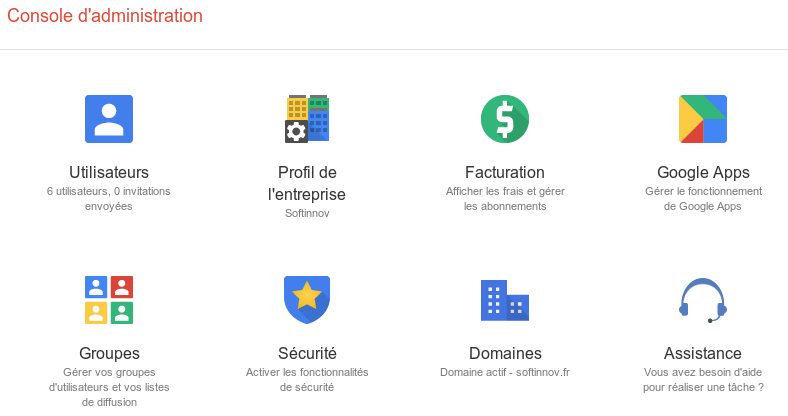 Console d'administration
Utilisateurs
6 utilisateurs, 0 invitations
envoyées
Profil de
l'entreprise
Softinnov
Facturation
Afficher les frais et gérer
les abonnements
Google Apps
Gérer le fonctionnement
de Google Apps
Groupes
Gérer vos groupes
d'utilisateurs et vos listes
de diffusion
Sécurité
Activer les fonctionnalités
de sécurité
Domaines
Domaine actif - softinnov.fr
Assistance
Vous avez besoin d'aide
pour réaliser une tâche ?